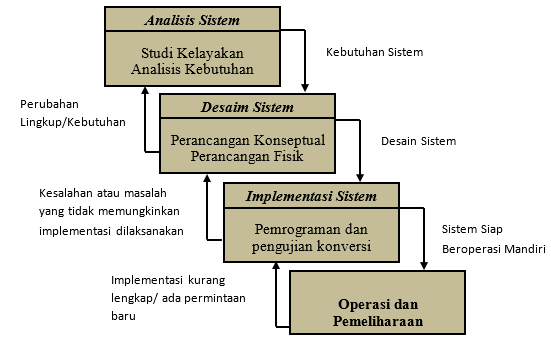 Analisis Sistem
Studi Kelayakan
Analisis Kebutuhan
Kebutuhan Sistem
Perubahan
Lingkup/Kebutuhan
Desaim Sistem
Perancangan Konseptual
Perancangan Fisik
Desain Sistem
Kesalahan atau masalah
yang tidak memungkinkan
implementasi dilaksanakan
Implementasi Sistem
Pemrograman dan
pengujian konversi
Sistem Siap
Beroperasi Mandiri
Implementasi kurang
lengkap/ ada permintaan
baru
Operasi dan
Pemeliharaan